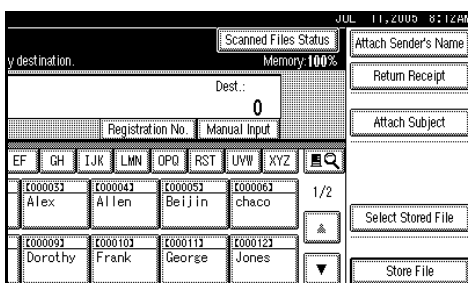 JUL 11,2005 8:12AM
Scanned Files Status
Attach Sender's Name
y destination.
Memory:100%
Return Receipt
Dest.:
0
Attach Subject
Registration No.
Manual Input
EF
GH
IJK
LMN
OPQ
RST
UVW
XYZ
[00003]
Alex
[00004]
Allen
[00005]
Beijin
[00006]
chaco
1/2
Select Stored File
[00009]
Dorothy
[00010]
Frank
[00011]
George
[00012]
Jones
Store File